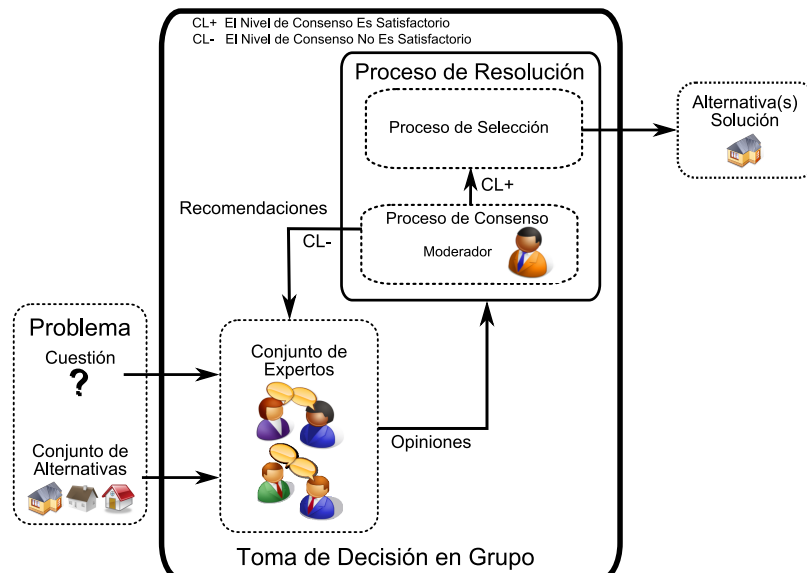 CL+ El Nivel de Consenso Es Satisfactorio
CL- El Nivel de Consenso No Es Satisfactorio
Proceso de Resolución
Proceso de Selección
CL+
Proceso de Consenso
Moderador
Alternativa(s)
Solución
Recomendaciones
CL-
Problema
Cuestión
?
Conjunto de
Alternativas
Conjunto de
Expertos
Opiniones
Toma de Decisión en Grupo